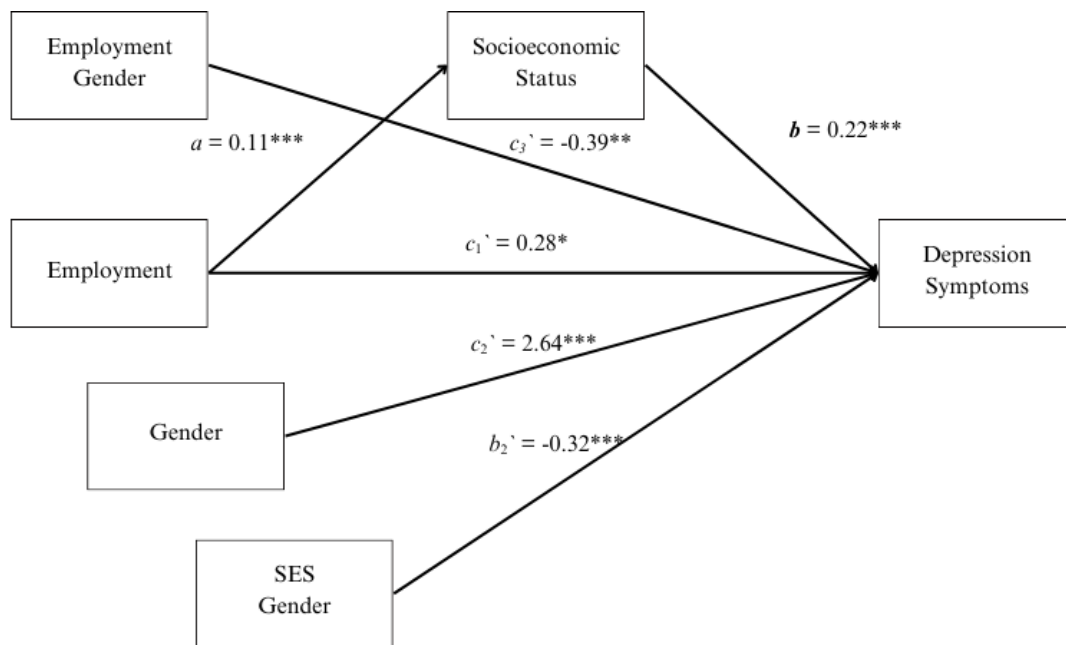 Employment
Gender
Socioeconomic
Status
a = 0.11***
c₃` = -0.39**
b = 0.22***
Employment
c₁` = 0.28*
Depression
Symptoms
c₂` = 2.64***
Gender
b₂` = -0.32***
SES
Gender